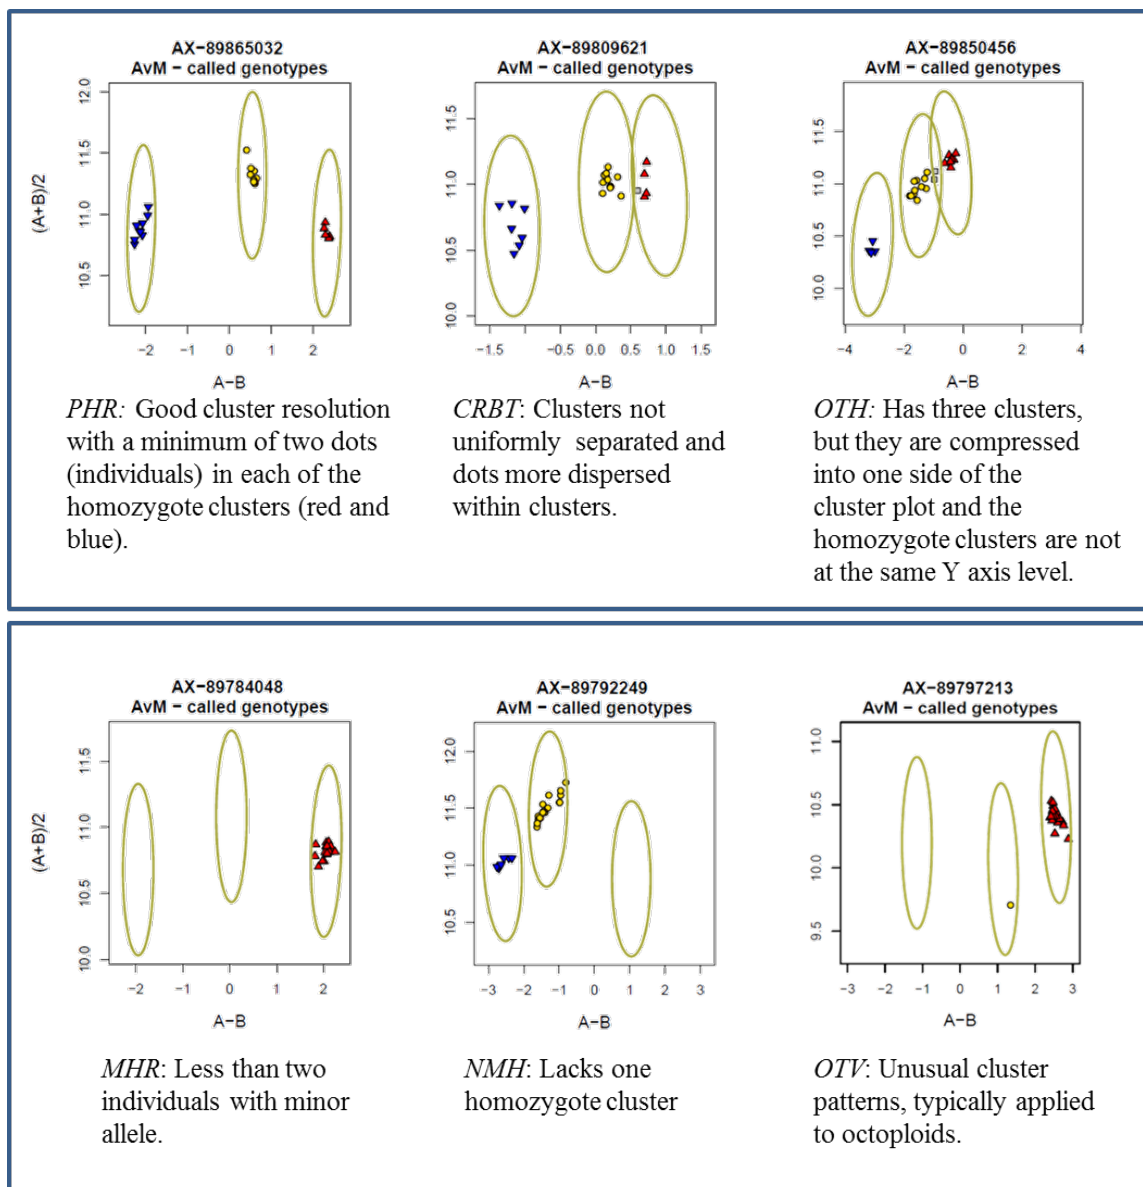 AX−89865032
AvM − called genotypes
AX−89809621
AvM − called genotypes
AX−89850456
AvM − called genotypes
(A+B)/2
12.0
11.5
11.0
10.5
−2
0
2
A−B
11.5
11.0
10.5
10.0
−1.5
−0.5
0.0
0.5
1.0
1.5
A−B
11.5
11.0
10.5
10.0
−4
−2
0
2
4
A−B
PHR: Good cluster resolution
with a minimum of two dots
(individuals) in each of the
homozygote clusters (red and
blue).
CRBT: Clusters not
uniformly separated and
dots more dispersed
within clusters.
OTH: Has three clusters,
but they are compressed
into one side of the
cluster plot and the
homozygote clusters are not
at the same Y axis level.
AX−89784048
AvM − called genotypes
AX−89792249
AvM − called genotypes
AX−89797213
AvM − called genotypes
(A+B)/2
11.5
11.0
10.5
10.0
−2
−1
0
1
2
A−B
12.0
11.5
11.0
10.5
−3
−2
−1
0
1
2
3
A−B
11.0
10.5
10.0
9.5
−3
−2
−1
0
1
2
3
A−B
MHR: Less than two
individuals with minor
allele.
NMH: Lacks one
homozygote cluster
OTV: Unusual cluster
patterns, typically applied
to octoploids.